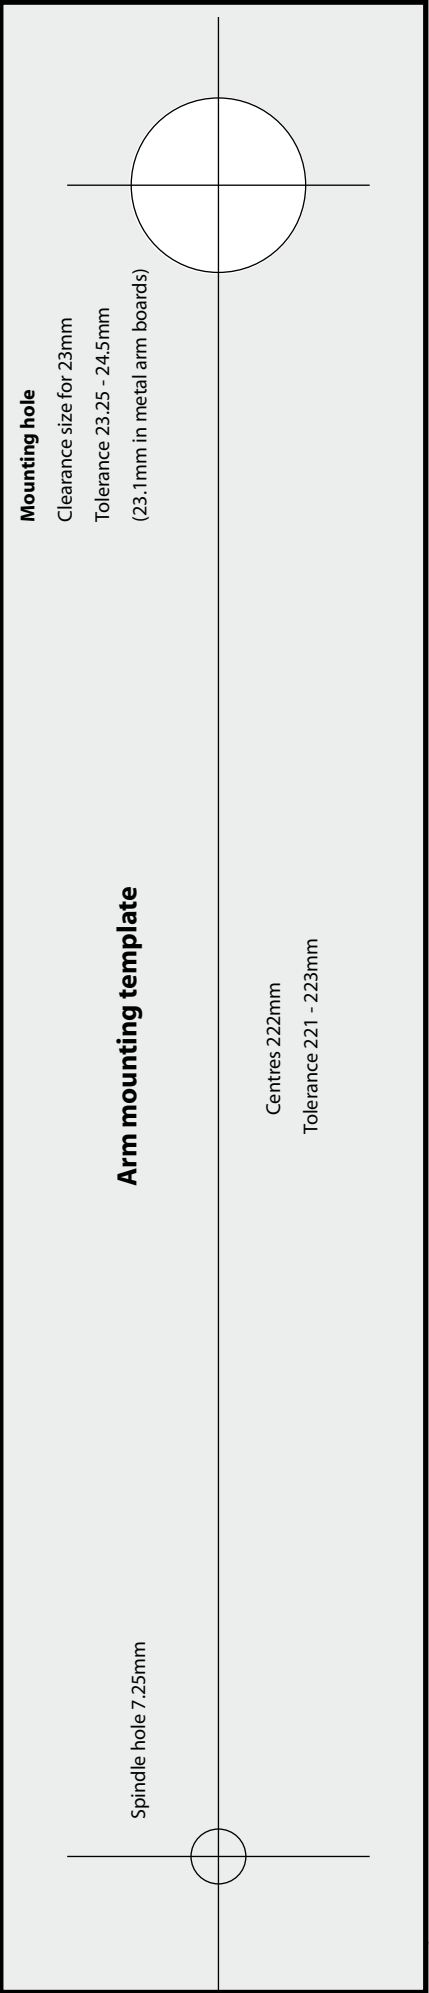 Mounting hole
Clearance size for 23mm
Tolerance 23.25 - 24.5mm
(23.1mm in metal arm boards)
Arm mounting template
Centres 222mm
Tolerance 221 - 223mm
Spindle hole 7.25mm